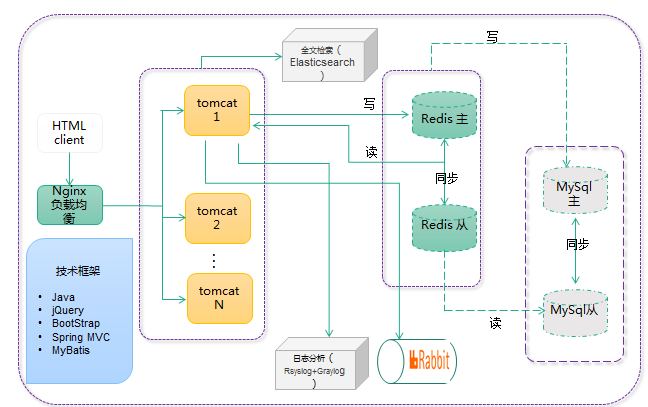 全文检索（
Elasticsearch
）
写
tomcat
1
写
Redis 主
HTML
client
读
同步
MySql
主
Nginx
负载均
衡
tomcat
2
Redis 从
同步
技术框架
• Java
• jQuery
• BootStrap
• Spring MVC
• MyBatis
⋮
tomcat
N
MySql从
读
日志分析（
Rsyslog+Graylog
）
Rabbit